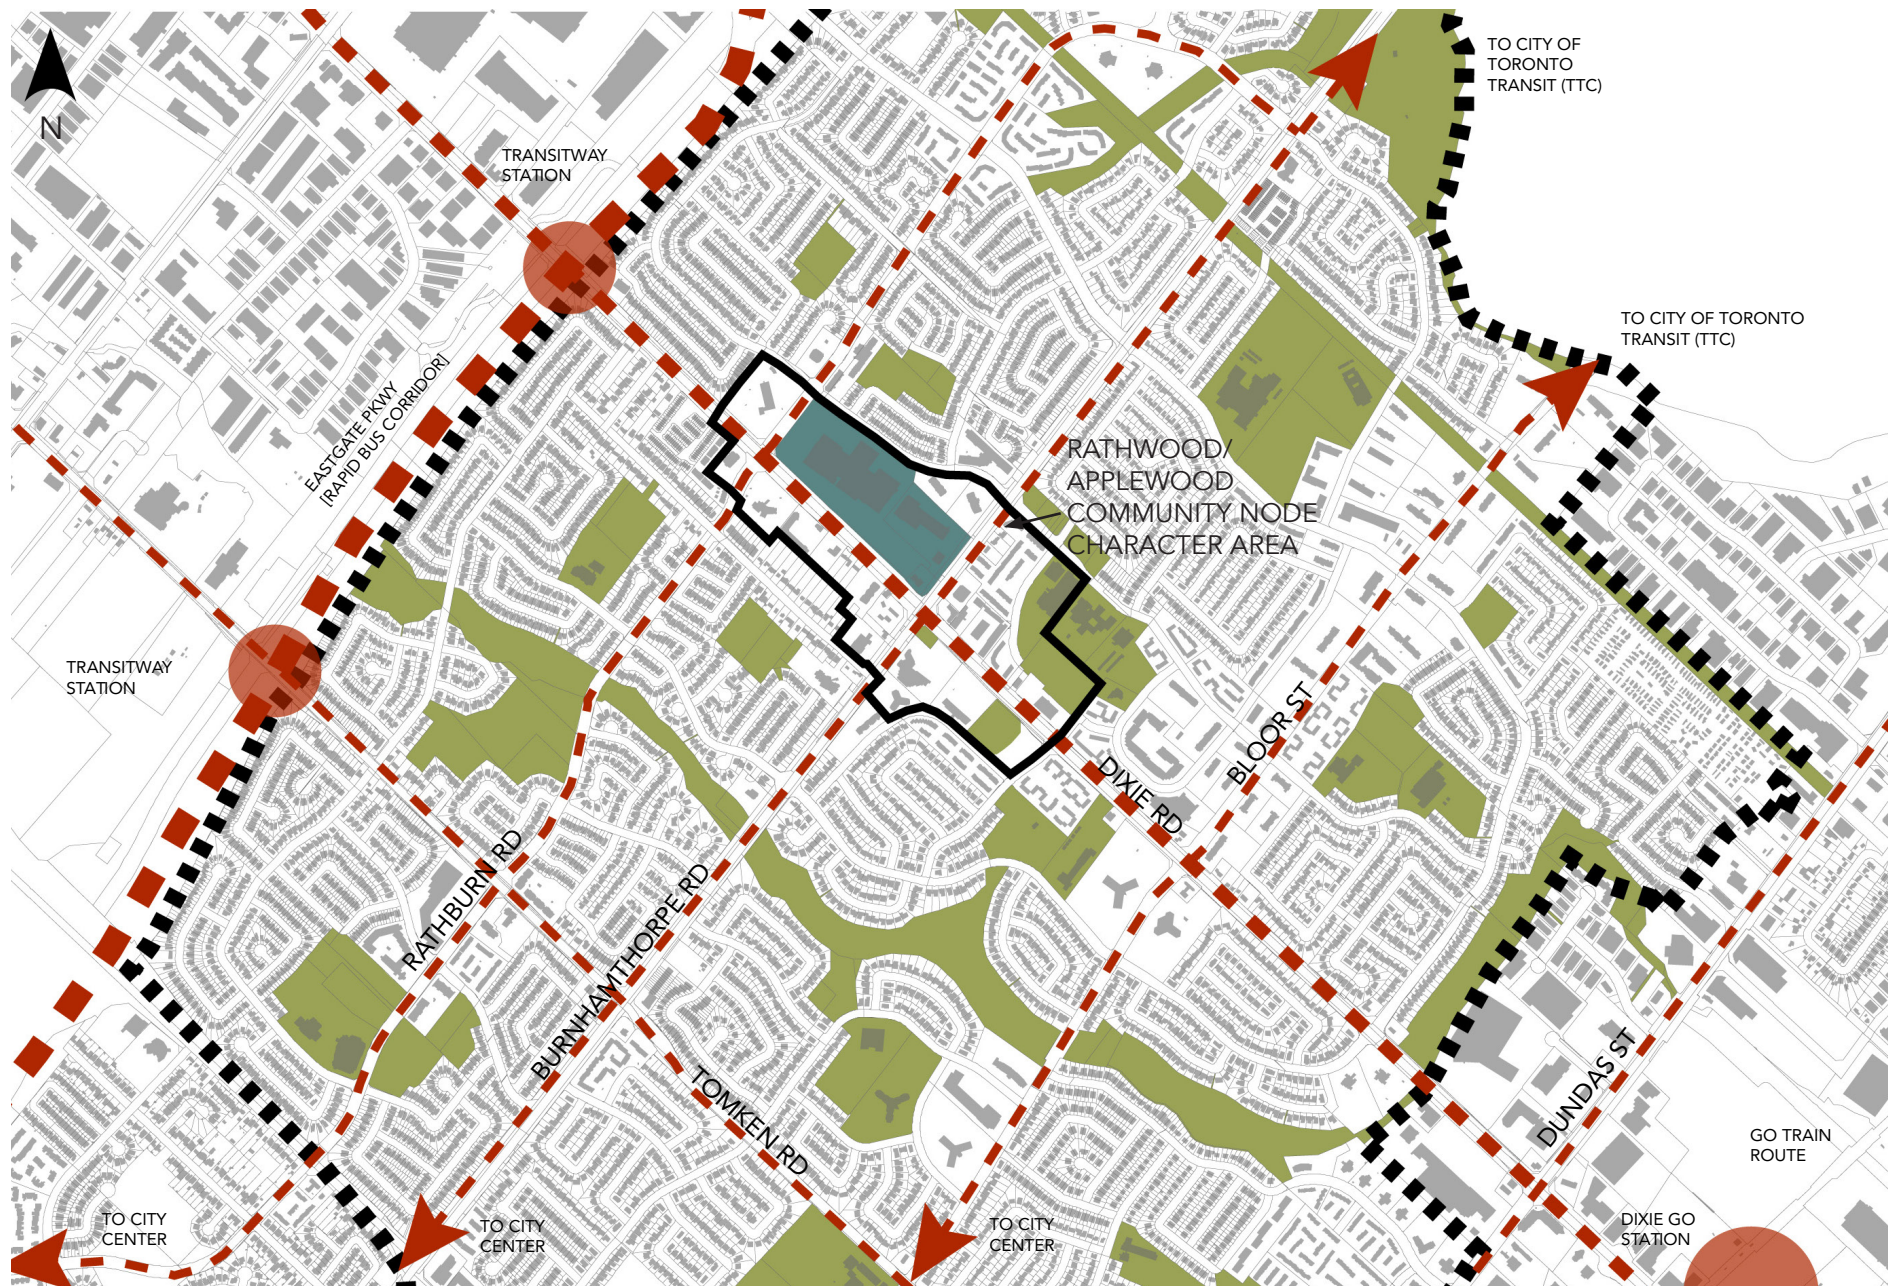 TO CITY OF
TORONTO
TRANSIT (TTC)
N
TRANSITWAY
STATION
TO CITY OF TORONTO
TRANSIT (TTC)
EASTGATE PKWY
[RAPID BUS CORRIDOR]
RATHWOOD/
APPLEWOOD
COMMUNITY NODE
CHARACTER AREA
TRANSITWAY
STATION
BLOOR ST
DIXIE RD
RATHBURN RD
BURNHAMTHORPE RD
TOMKEN RD
DUNDAS ST
GO TRAIN
ROUTE
TO CITY
CENTER
TO CITY
CENTER
TO CITY
CENTER
DIXIE GO
STATION